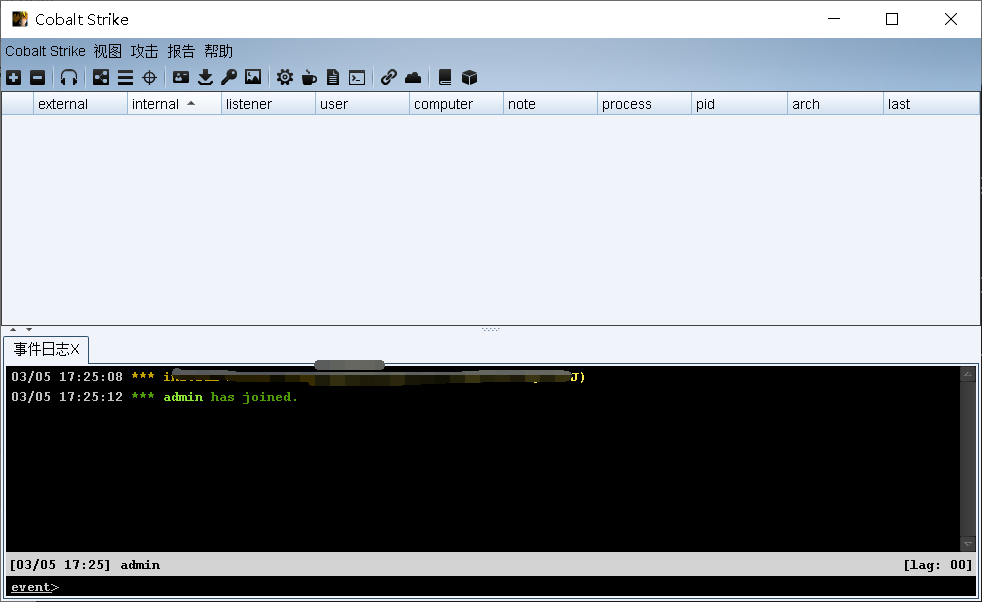 Cobalt Strike
Cobalt Strike 视图 攻击 报告 帮助
external internal listener user computer note process pid arch last
事件日志X
03/05 17:25:08 *** J)
03/05 17:25:12 *** admin has joined.
[03/05 17:25] admin [lag: 00]
event>